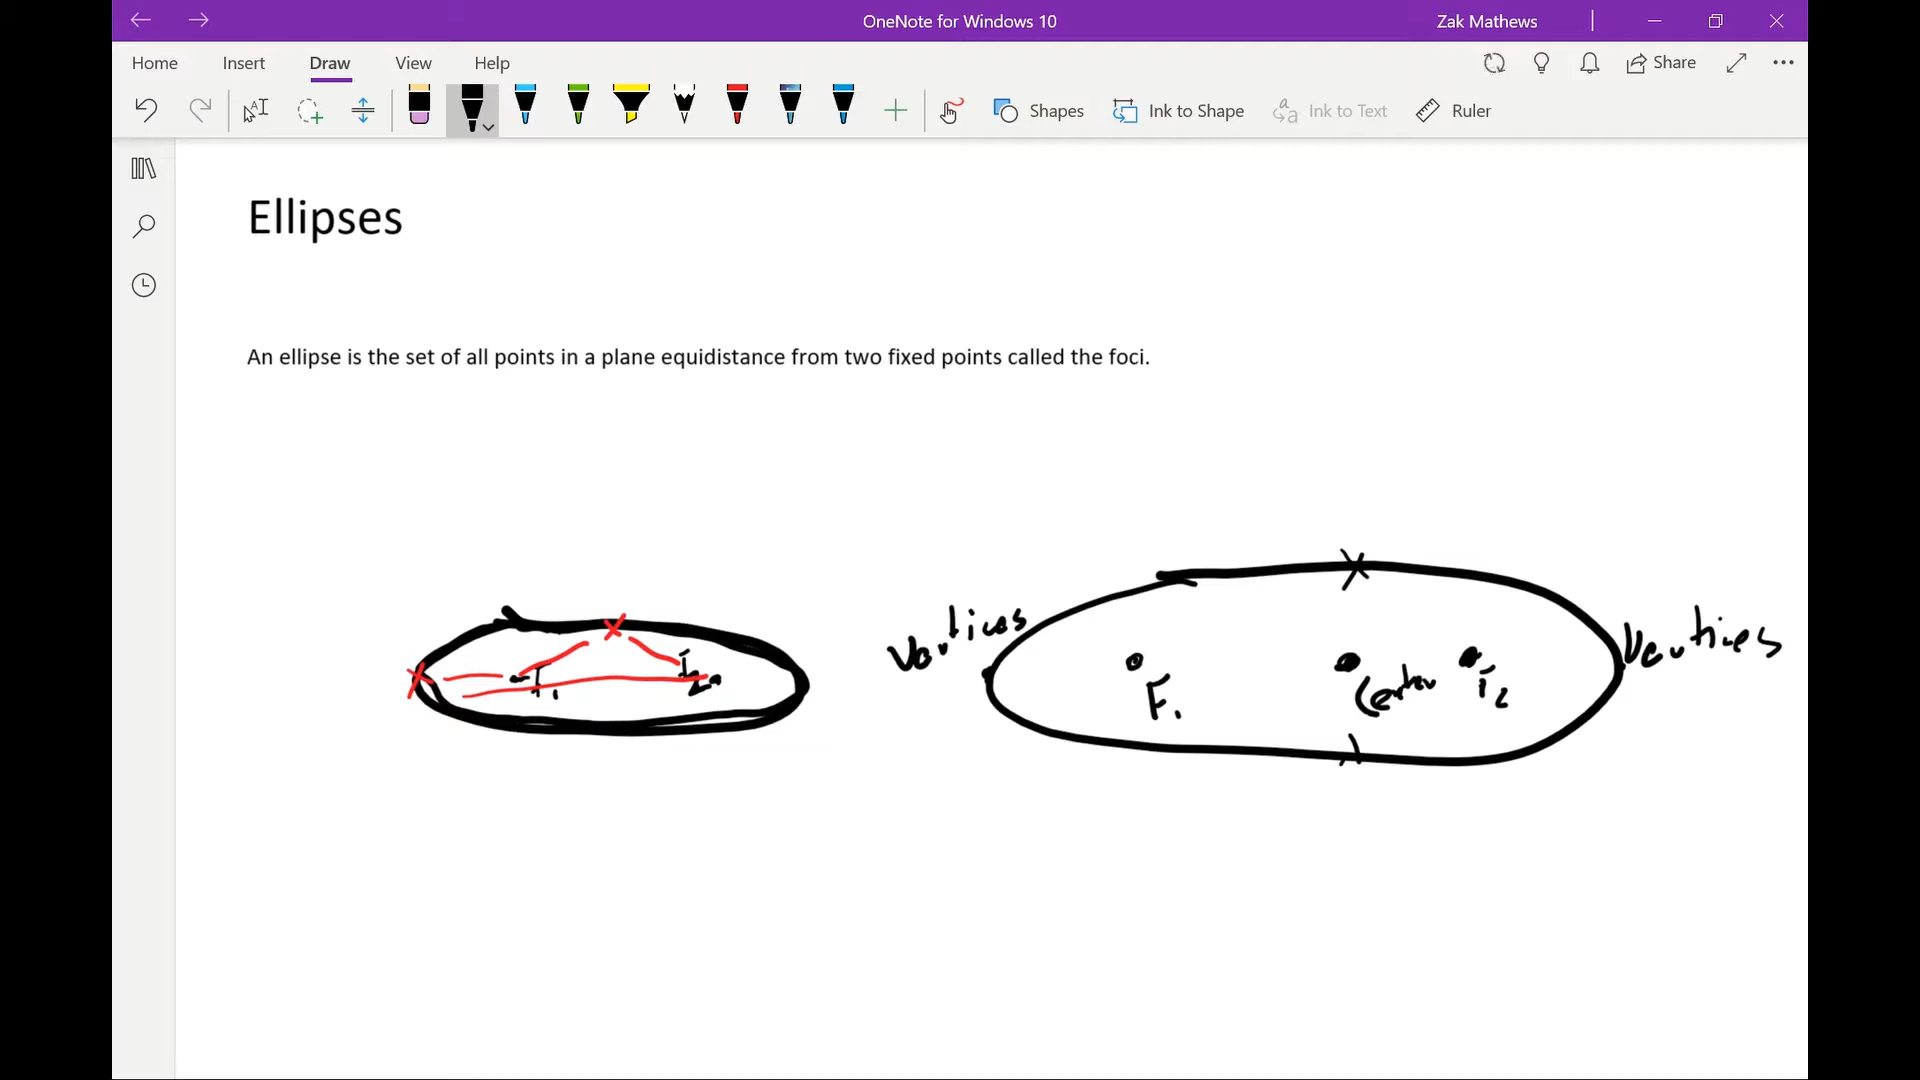 OneNote for Windows 10
Zak Mathews
Home Insert Draw View Help
Share
Shapes Ink to Shape Ink to Text Ruler
Ellipses
An ellipse is the set of all points in a plane equidistance from two fixed points called the foci.
Vertices
Vertices
F1
Center
F2
F1
F2